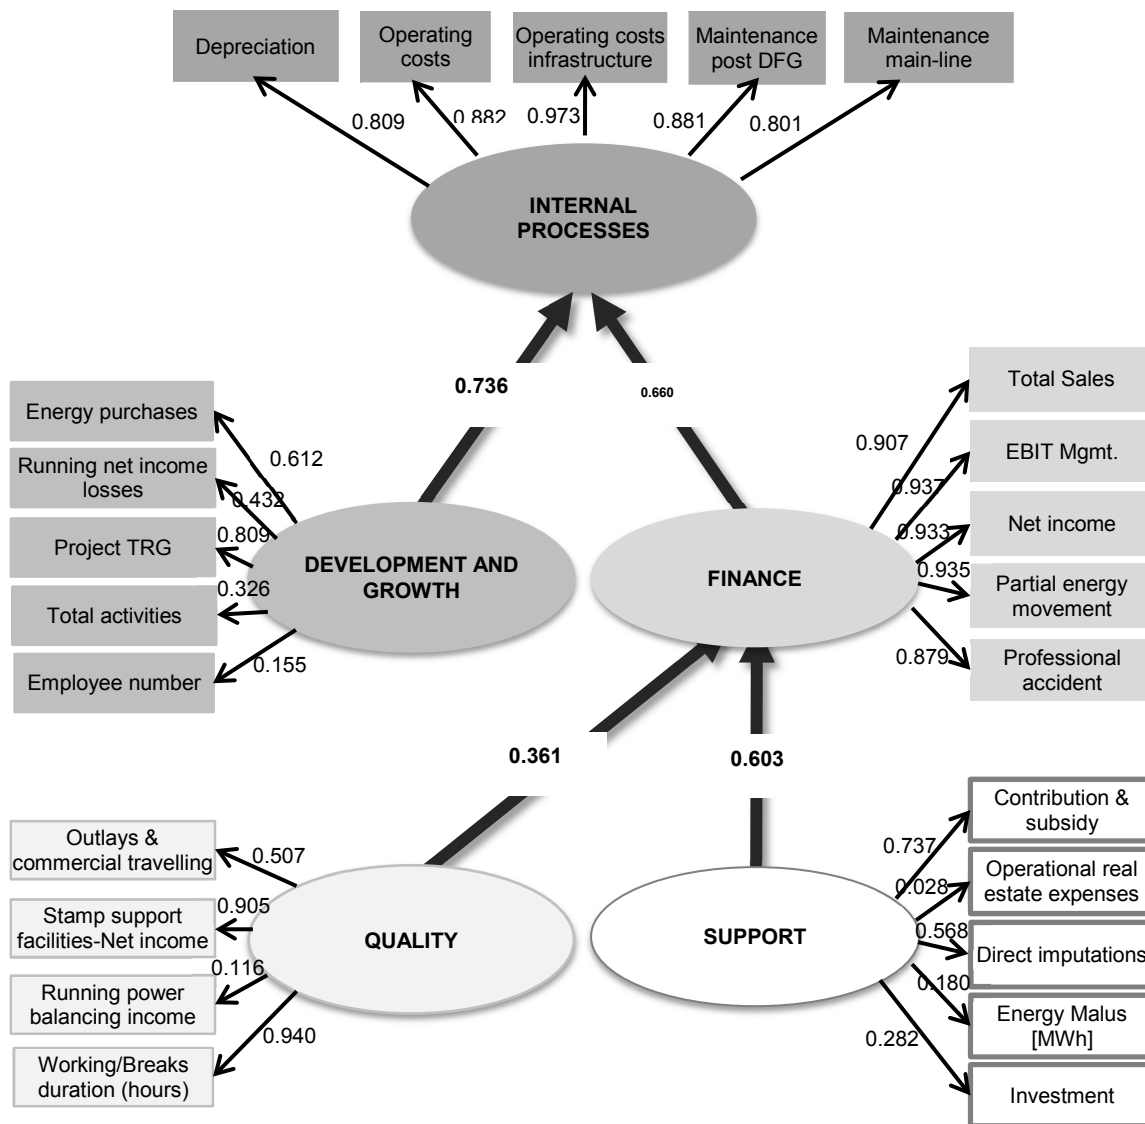 Depreciation
Operating
costs
Operating costs
infrastructure
Maintenance
post DFG
Maintenance
main-line
0.809
0.882
0.973
0.881
0.801
INTERNAL
PROCESSES
0.736
0.660
Energy purchases
Running net income
losses
Project TRG
Total activities
Employee number
0.612
0.432
0.809
0.326
0.155
DEVELOPMENT AND
GROWTH
FINANCE
0.907
0.937
0.933
0.935
0.879
Total Sales
EBIT Mgmt.
Net income
Partial energy
movement
Professional
accident
0.361
0.603
Outlays &
commercial travelling
Stamp support
facilities-Net income
Running power
balancing income
Working/Breaks
duration (hours)
0.507
0.905
0.116
0.940
QUALITY
SUPPORT
0.737
0.028
0.568
0.180
0.282
Contribution &
subsidy
Operational real
estate expenses
Direct imputations
Energy Malus
[MWh]
Investment